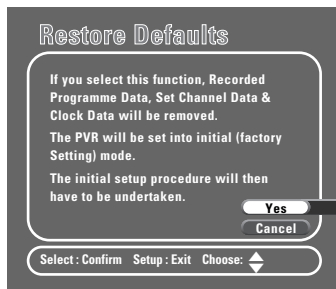 Restore Defaults
If you select this function, Recorded
Programme Data, Set Channel Data &
Clock Data will be removed.
The PVR will be set into initial (factory
Setting) mode.
The initial setup procedure will then
have to be undertaken.
Yes
Cancel
Select : Confirm Setup : Exit Choose: